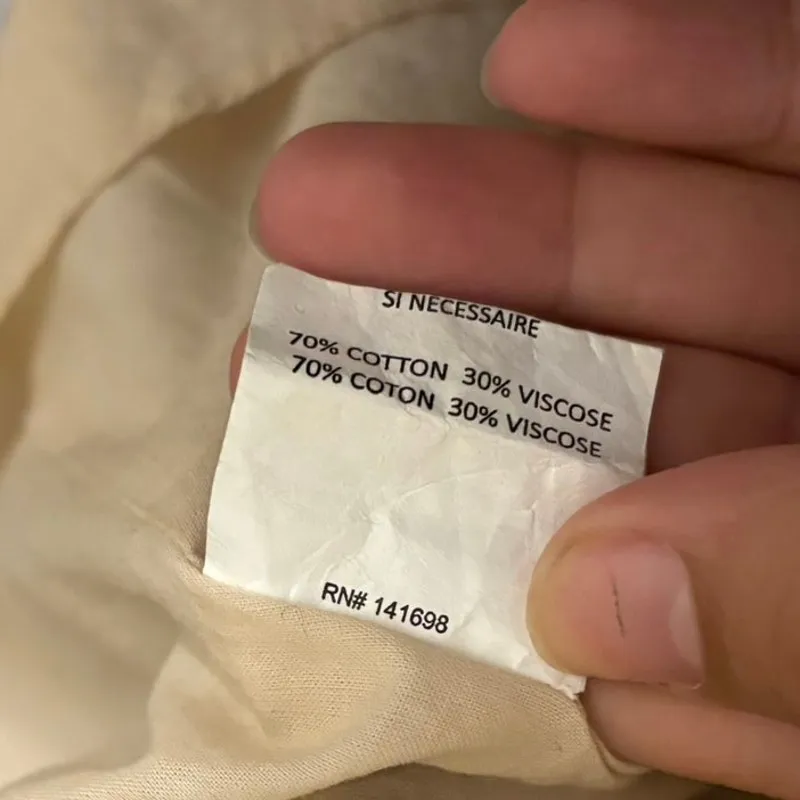 SI NECESSAIRE
70% COTTON 30% VISCOSE
70% COTON 30% VISCOSE
RN# 141698